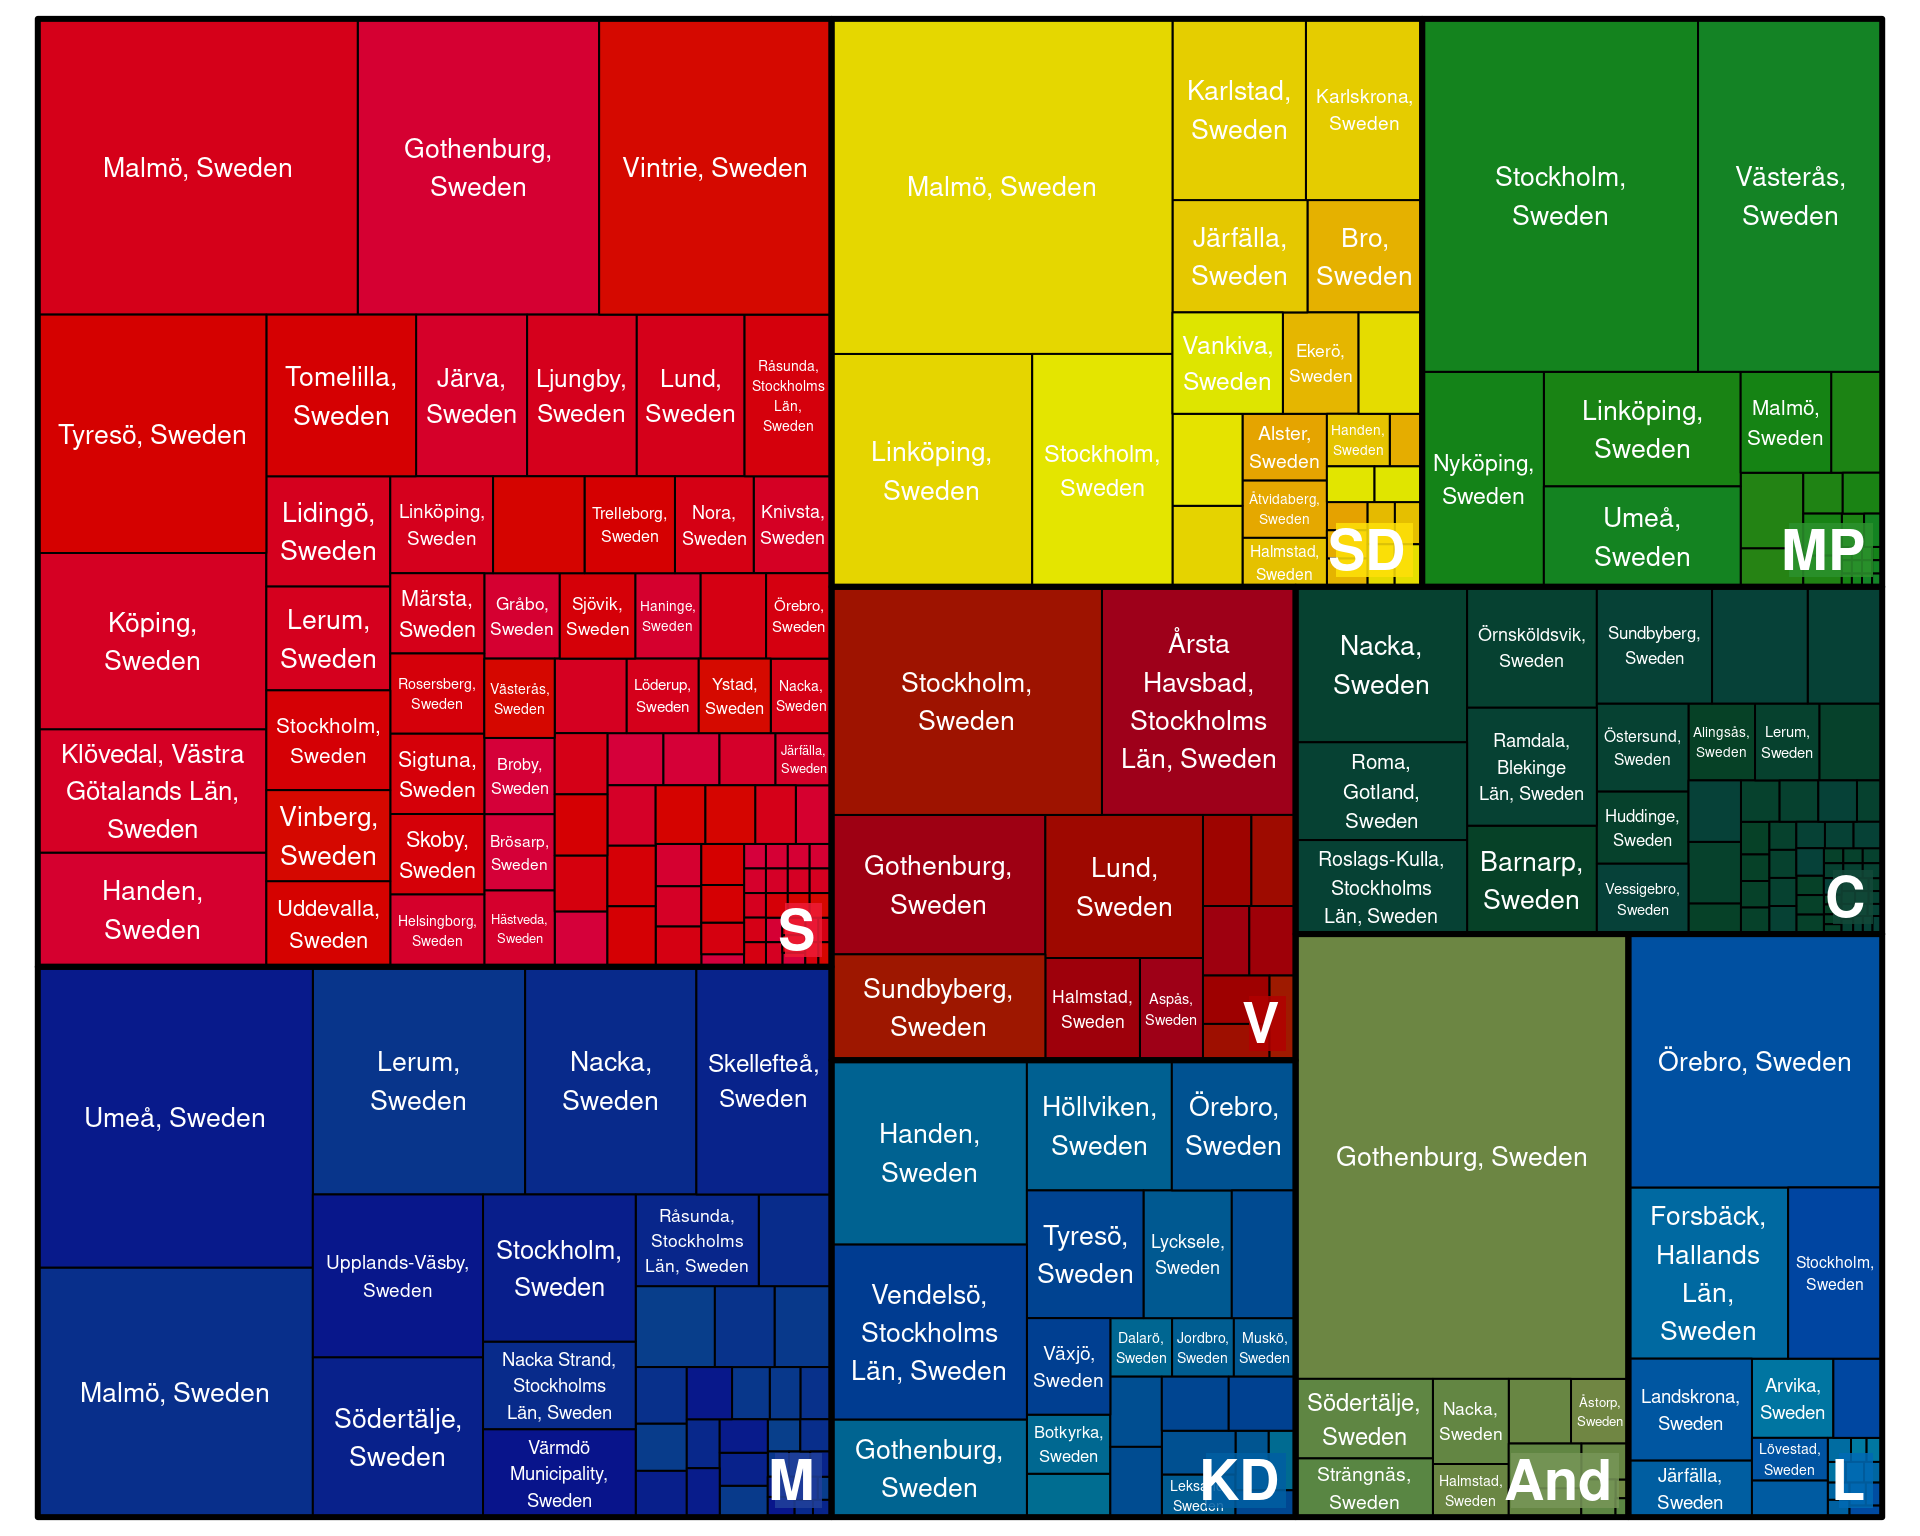 Malmö, Sweden
Gothenburg,
Sweden
Vintrie, Sweden
Tyresö, Sweden
Tomelilla,
Sweden
Järva,
Sweden
Ljungby,
Sweden
Lund,
Sweden
Råsunda,
Stockholms
Län,
Sweden
Köping,
Sweden
Klövedal, Västra
Götalands Län,
Sweden
Handen,
Sweden
Lidingö,
Sweden
Lerum,
Sweden
Stockholm,
Sweden
Vinberg,
Sweden
Uddevalla,
Sweden
Linköping,
Sweden
Trelleborg,
Sweden
Nora,
Sweden
Knivsta,
Sweden
Märsta,
Sweden
Rosersberg,
Sweden
Sigtuna,
Sweden
Skoby,
Sweden
Helsingborg,
Sweden
Gråbo,
Sweden
Sjövik,
Sweden
Haninge,
Sweden
Örebro,
Sweden
Västerås,
Sweden
Broby,
Sweden
Brösarp,
Sweden
Hästveda,
Sweden
Löderup,
Sweden
Ystad,
Sweden
Nacka,
Sweden
Järfälla,
Sweden
S
Umeå, Sweden
Malmö, Sweden
Lerum,
Sweden
Nacka,
Sweden
Skellefteå,
Sweden
Upplands-Väsby,
Sweden
Södertälje,
Sweden
Stockholm,
Sweden
Nacka Strand,
Stockholms
Län, Sweden
Värmdö
Municipality,
Sweden
Råsunda,
Stockholms
Län, Sweden
M
Malmö, Sweden
Linköping,
Sweden
Stockholm,
Sweden
Karlstad,
Sweden
Karlskrona,
Sweden
Järfälla,
Sweden
Bro,
Sweden
Vankiva,
Sweden
Ekerö,
Sweden
Alster,
Sweden
Åtvidaberg,
Sweden
Halmstad,
Sweden
Handen,
Sweden
SD
Stockholm,
Sweden
Västerås,
Sweden
Nyköping,
Sweden
Linköping,
Sweden
Umeå,
Sweden
Malmö,
Sweden
MP
Stockholm,
Sweden
Årsta
Havsbad,
Stockholms
Län, Sweden
Gothenburg,
Sweden
Sundbyberg,
Sweden
Lund,
Sweden
Halmstad,
Sweden
Aspås,
Sweden
V
Nacka,
Sweden
Roma,
Gotland,
Sweden
Roslags-Kulla,
Stockholms
Län, Sweden
Örnsköldsvik,
Sweden
Ramdala,
Blekinge
Län, Sweden
Barnarp,
Sweden
Sundbyberg,
Sweden
Östersund,
Sweden
Huddinge,
Sweden
Vessigebro,
Sweden
Alingsås,
Sweden
Lerum,
Sweden
C
Handen,
Sweden
Vendelsö,
Stockholms
Län, Sweden
Gothenburg,
Sweden
Höllviken,
Sweden
Örebro,
Sweden
Tyresö,
Sweden
Lycksele,
Sweden
Växjö,
Sweden
Botkyrka,
Sweden
Dalarö,
Sweden
Jordbro,
Sweden
Muskö,
Sweden
Sweden
KD
Gothenburg, Sweden
Södertälje,
Sweden
Strängnäs,
Sweden
Nacka,
Sweden
Halmstad,
Sweden
Åstorp,
Sweden
And
Örebro, Sweden
Forsbäck,
Hallands
Län,
Sweden
Stockholm,
Sweden
Landskrona,
Sweden
Järfälla,
Sweden
Arvika,
Sweden
Lövestad,
Sweden
L